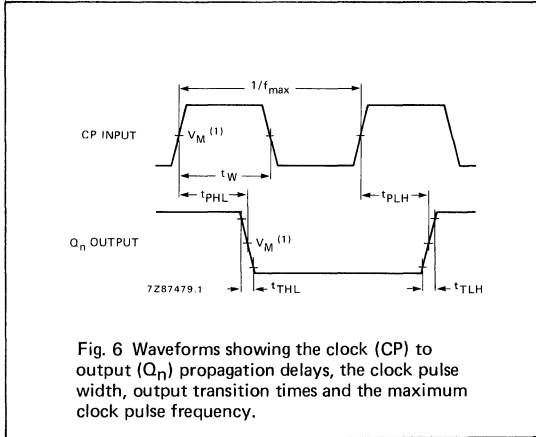 1/fmax
CP INPUT
VM (1)
tW
tPHL
tPLH
Qn OUTPUT
VM (1)
7Z87479.1
tTHL
tTLH
Fig. 6 Waveforms showing the clock (CP) to
output (Qn) propagation delays, the clock pulse
width, output transition times and the maximum
clock pulse frequency.